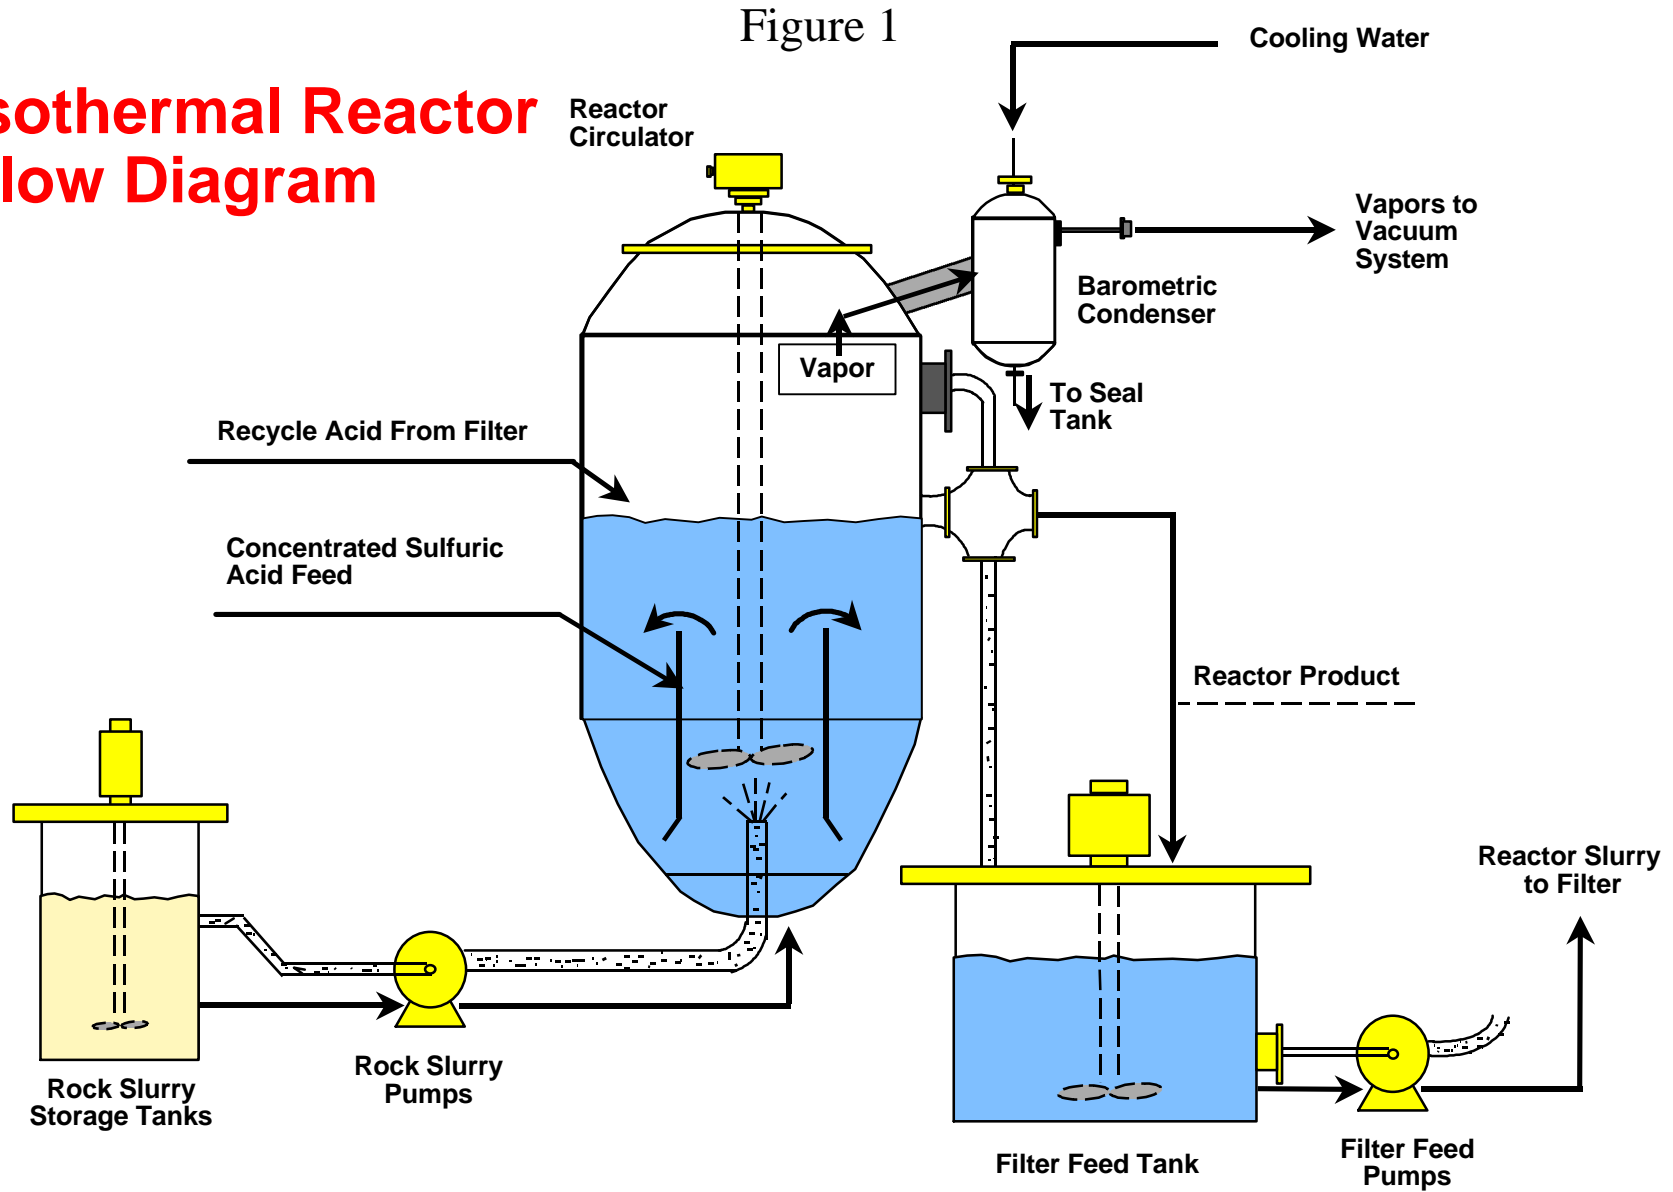 Figure 1
sothermal Reactor
low Diagram
Reactor
Circulator
Cooling Water
Vapors to
Vacuum
System
Barometric
Condenser
Vapor
To Seal
Tank
Recycle Acid From Filter
Concentrated Sulfuric
Acid Feed
Reactor Product
Reactor Slurry
to Filter
Rock Slurry
Pumps
Rock Slurry
Storage Tanks
Filter Feed Tank
Filter Feed
Pumps